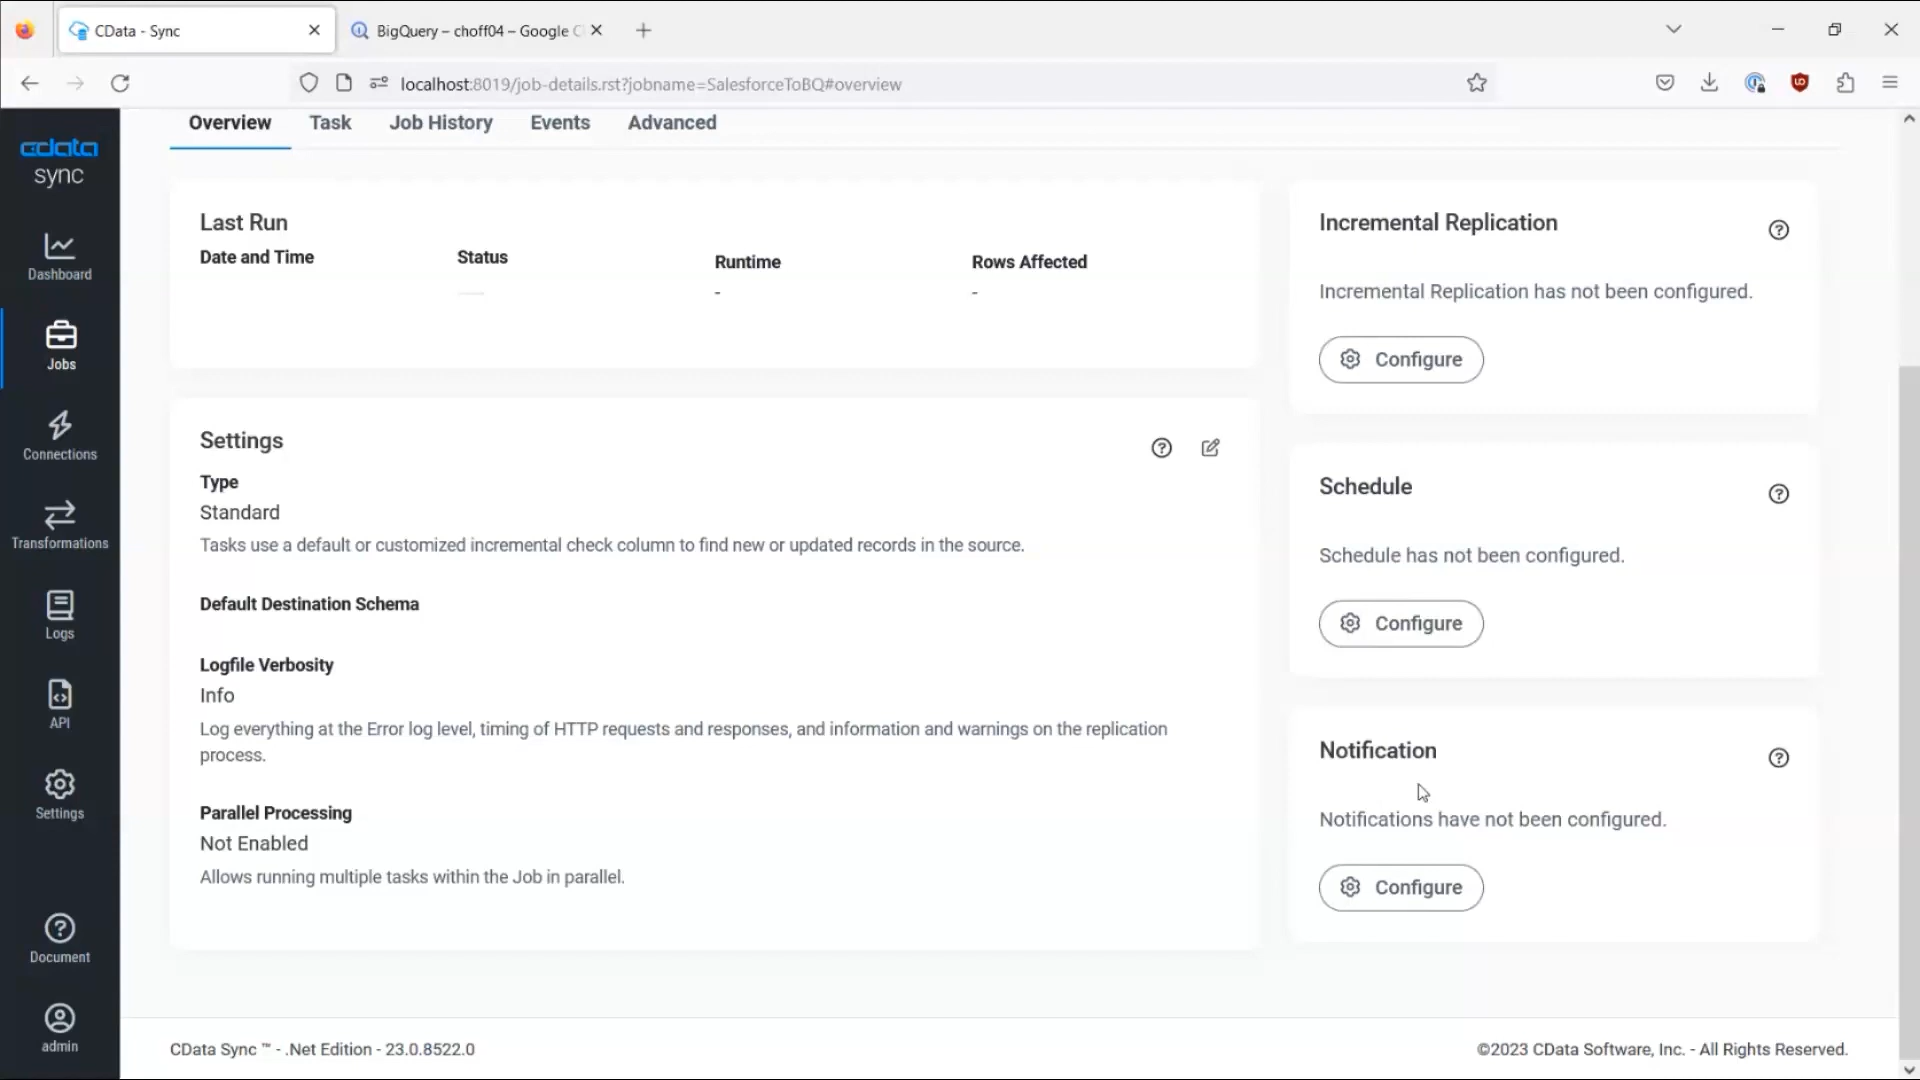 CData - Sync
BigQuery – choff04 – Google C
localhost:8019/job-details.rst?jobname=SalesforceToBQ#overview
cdata
sync
Dashboard
Jobs
Connections
Transformations
Logs
API
Settings
Document
admin
Overview
Task
Job History
Events
Advanced
Last Run
Date and Time
Status
Runtime
Rows Affected
-
-
Settings
Type
Standard
Tasks use a default or customized incremental check column to find new or updated records in the source.
Default Destination Schema
Logfile Verbosity
Info
Log everything at the Error log level, timing of HTTP requests and responses, and information and warnings on the replication
process.
Parallel Processing
Not Enabled
Allows running multiple tasks within the Job in parallel.
Incremental Replication
Incremental Replication has not been configured.
Configure
Schedule
Schedule has not been configured.
Configure
Notification
Notifications have not been configured.
Configure
CData Sync ™ - .Net Edition - 23.0.8522.0
©2023 CData Software, Inc. - All Rights Reserved.